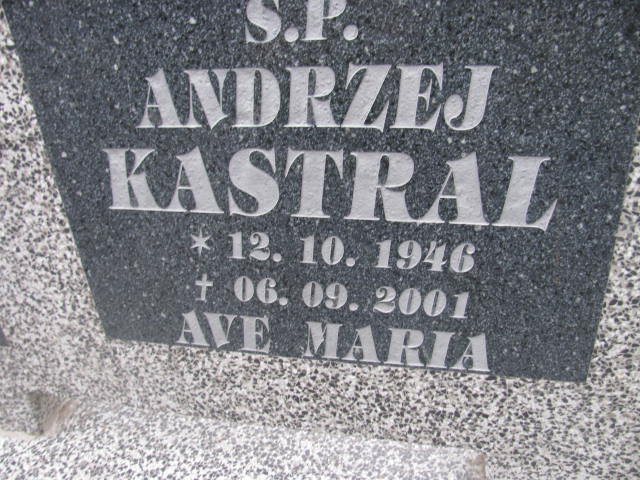 Ś.P.
ANDRZEJ
KASTRAL
* 12. 10. 1946
† 06. 09. 2001
AVE MARIA